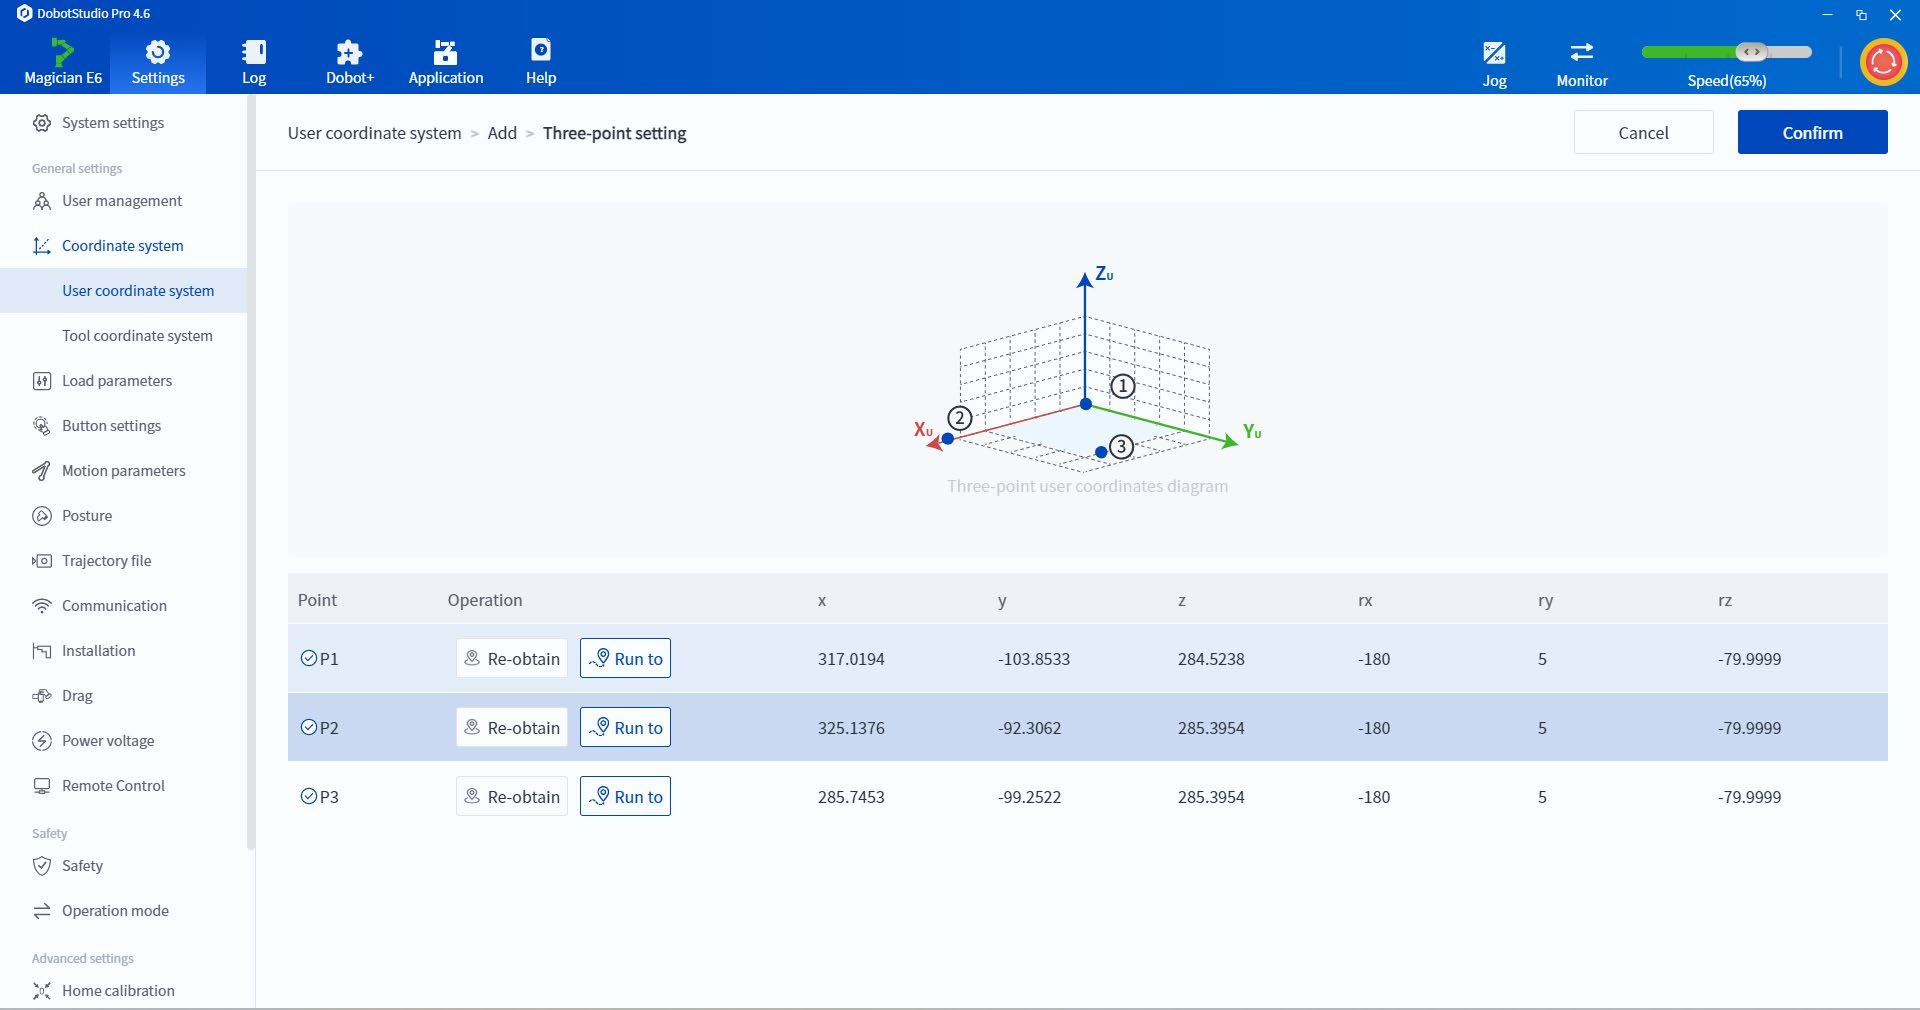 DobotStudio Pro 4.6
Magician E6
Settings
Log
Dobot+
Application
Help
Jog
Monitor
Speed(65%)
System settings
General settings
User management
Coordinate system
User coordinate system
Tool coordinate system
Load parameters
Button settings
Motion parameters
Posture
Trajectory file
Communication
Installation
Drag
Power voltage
Remote Control
Safety
Safety
Operation mode
Advanced settings
Home calibration
User coordinate system > Add > Three-point setting
Cancel
Confirm
ZU
1
2
XU
YU
3
Three-point user coordinates diagram
Point Operation x y z rx ry rz
P1 Re-obtain Run to 317.0194 -103.8533 284.5238 -180 5 -79.9999
P2 Re-obtain Run to 325.1376 -92.3062 285.3954 -180 5 -79.9999
P3 Re-obtain Run to 285.7453 -99.2522 285.3954 -180 5 -79.9999